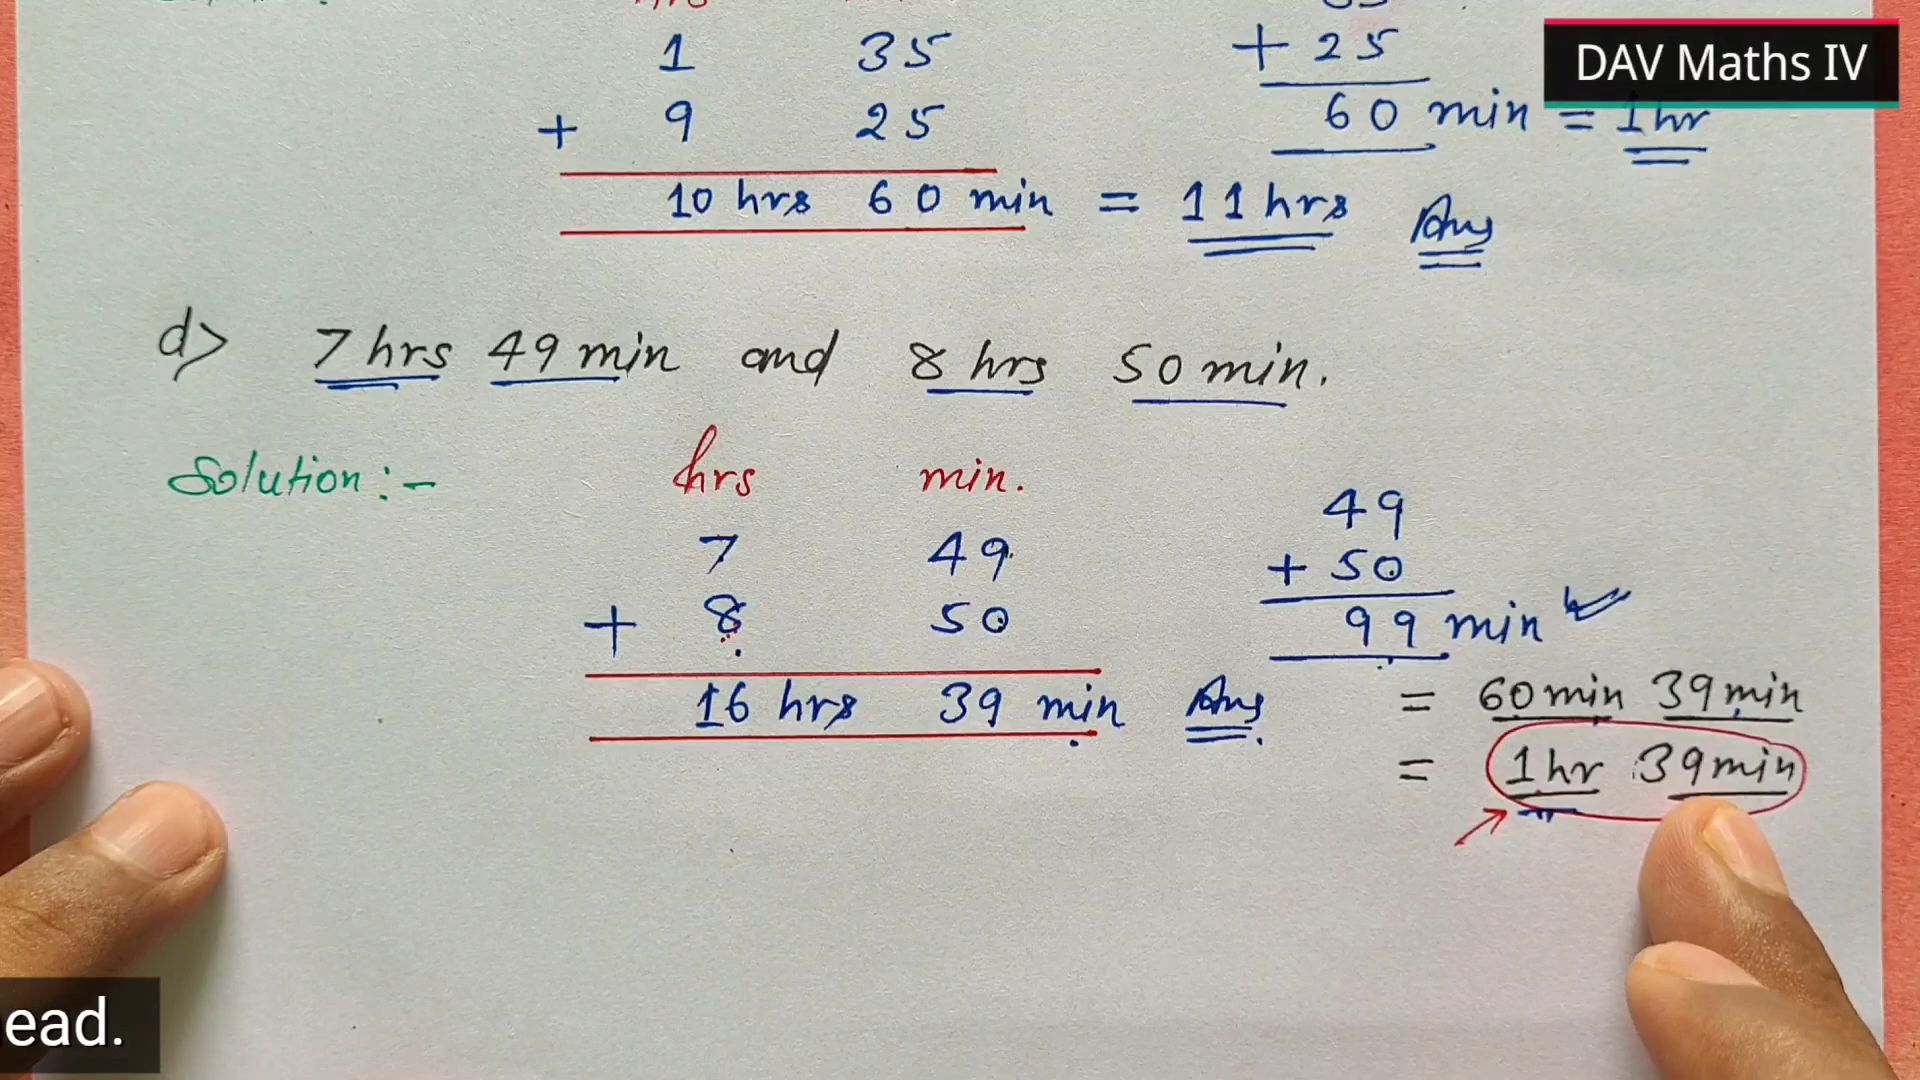 DAV Maths IV
1 35
+ 25
+ 9 25
60 min = 1 hr
10 hrs 60 min = 11 hrs Ans
d> 7 hrs 49 min and 8 hrs 50 min.
Solution :- hrs min.
7 49
+ 8 50
16 hrs 39 min Ans
49
+ 50
99 min
= 60 min 39 min
= 1 hr 39 min
ead.